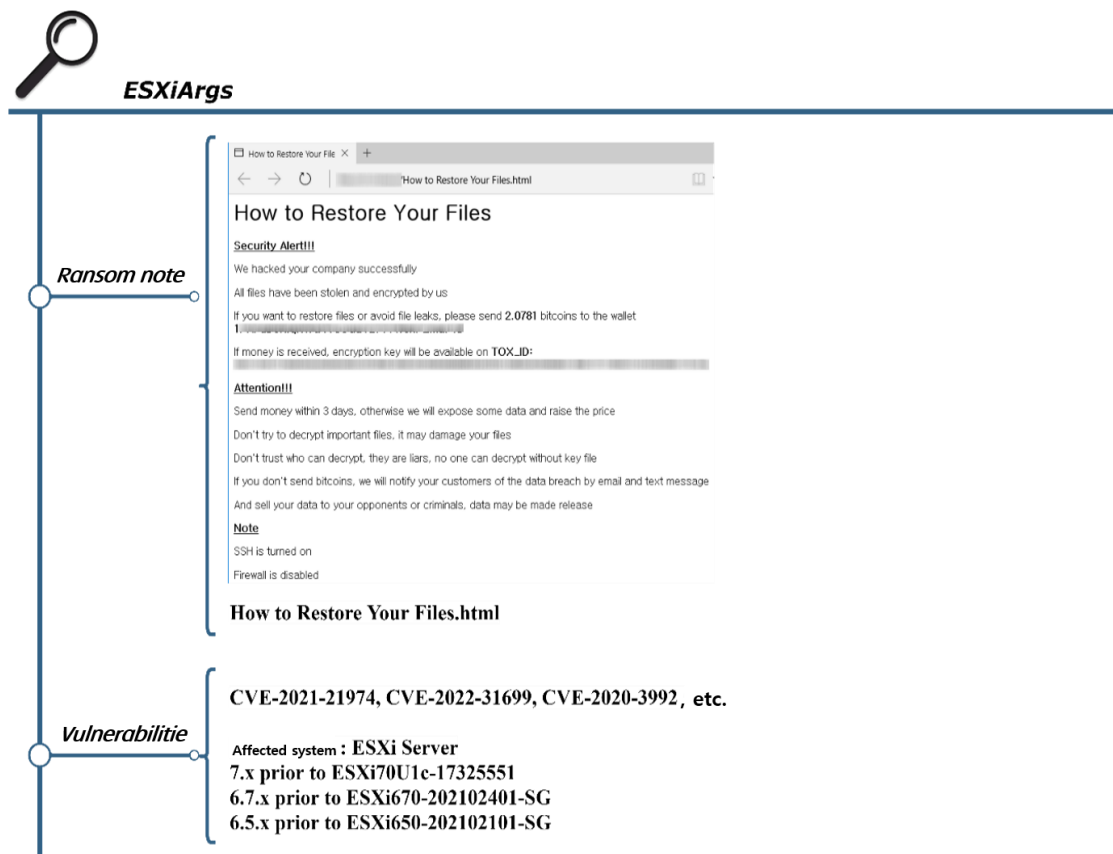 ESXiArgs
How to Restore Your File
How to Restore Your Files.html
How to Restore Your Files
Security Alert!!!
We hacked your company successfully
All files have been stolen and encrypted by us
If you want to restore files or avoid file leaks, please send 2.0781 bitcoins to the wallet
If money is received, encryption key will be available on TOX_ID:
Attention!!!
Send money within 3 days, otherwise we will expose some data and raise the price
Don't try to decrypt important files, it may damage your files
Don't trust who can decrypt, they are liars, no one can decrypt without key file
If you don't send bitcoins, we will notify your customers of the data breach by email and text message
And sell your data to your opponents or criminals, data may be made release
Note
SSH is turned on
Firewall is disabled
Ransom note
How to Restore Your Files.html
Vulnerabilitie
CVE-2021-21974, CVE-2022-31699, CVE-2020-3992, etc.
Affected system : ESXi Server
7.x prior to ESXi70U1c-17325551
6.7.x prior to ESXi670-202102401-SG
6.5.x prior to ESXi650-202102101-SG